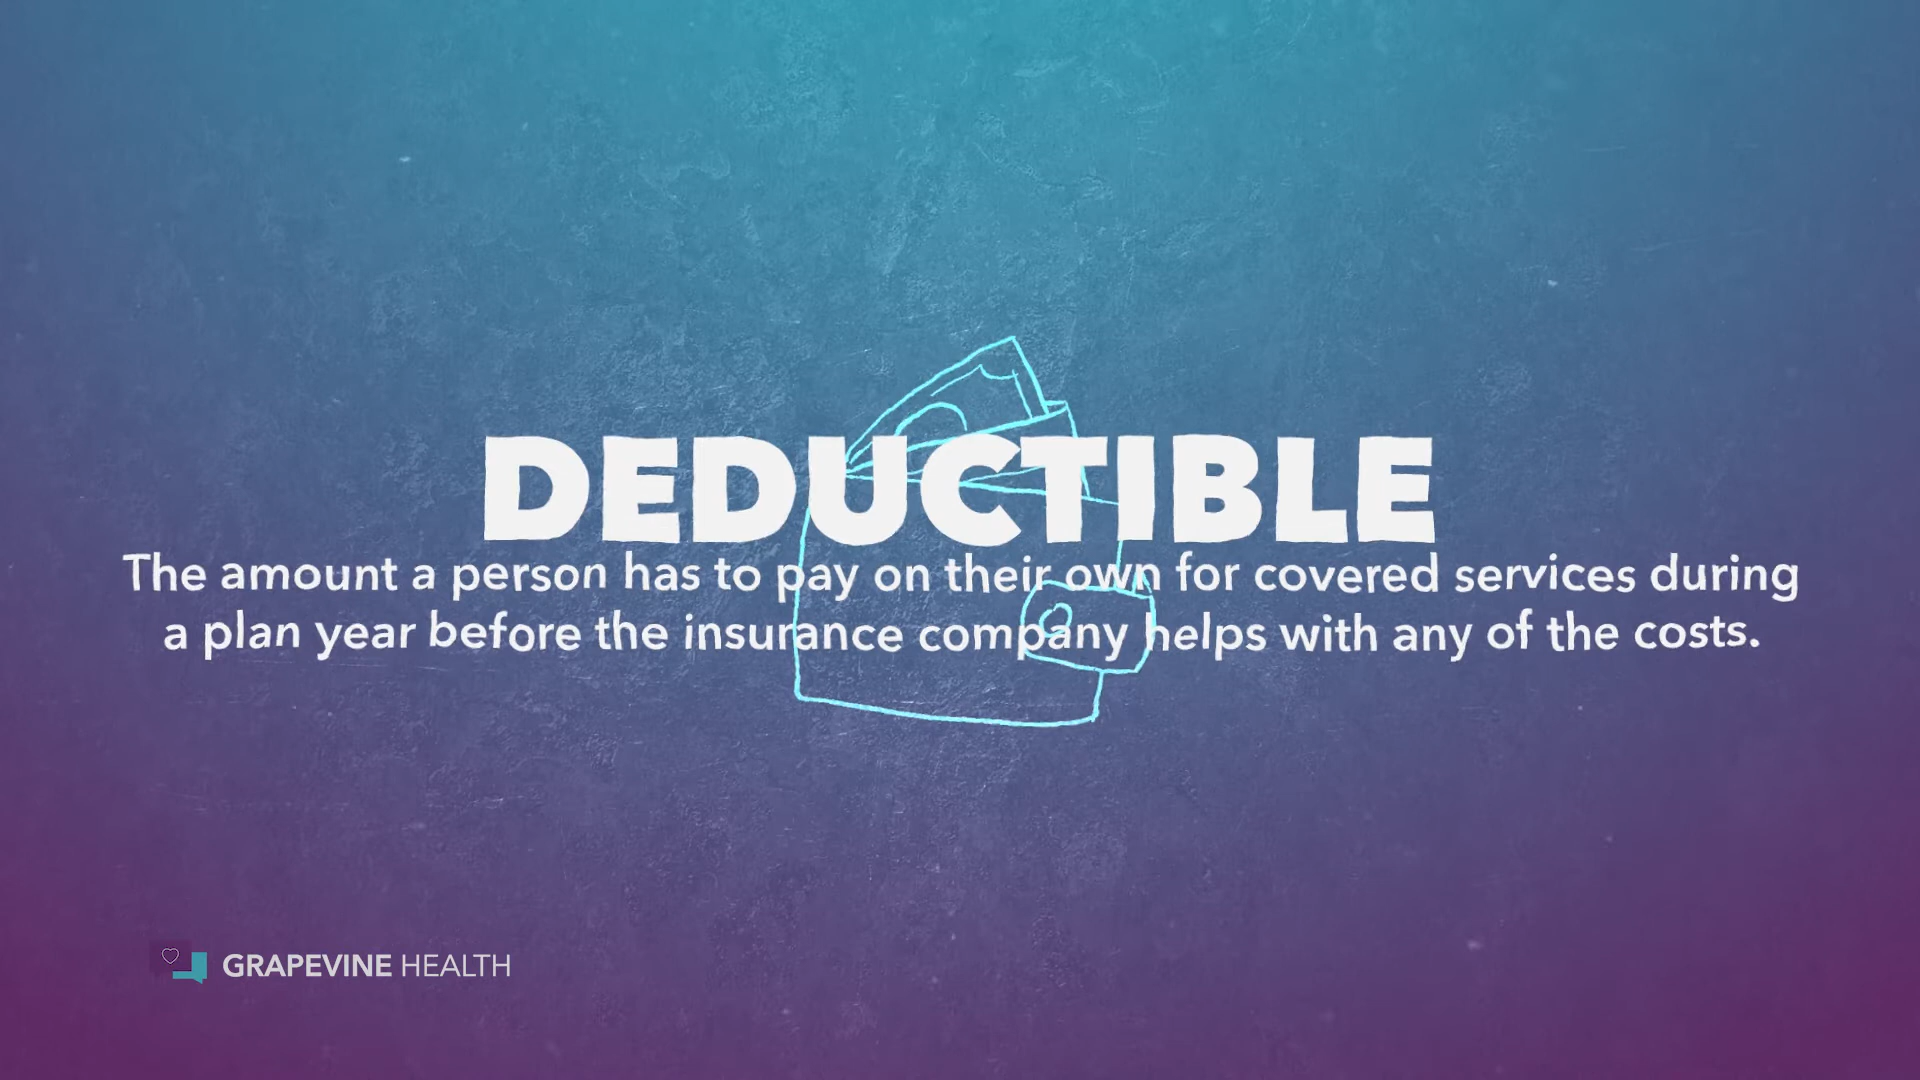 DEDUCTIBLE
The amount a person has to pay on their own for covered services during
a plan year before the insurance company helps with any of the costs.
GRAPEVINE HEALTH